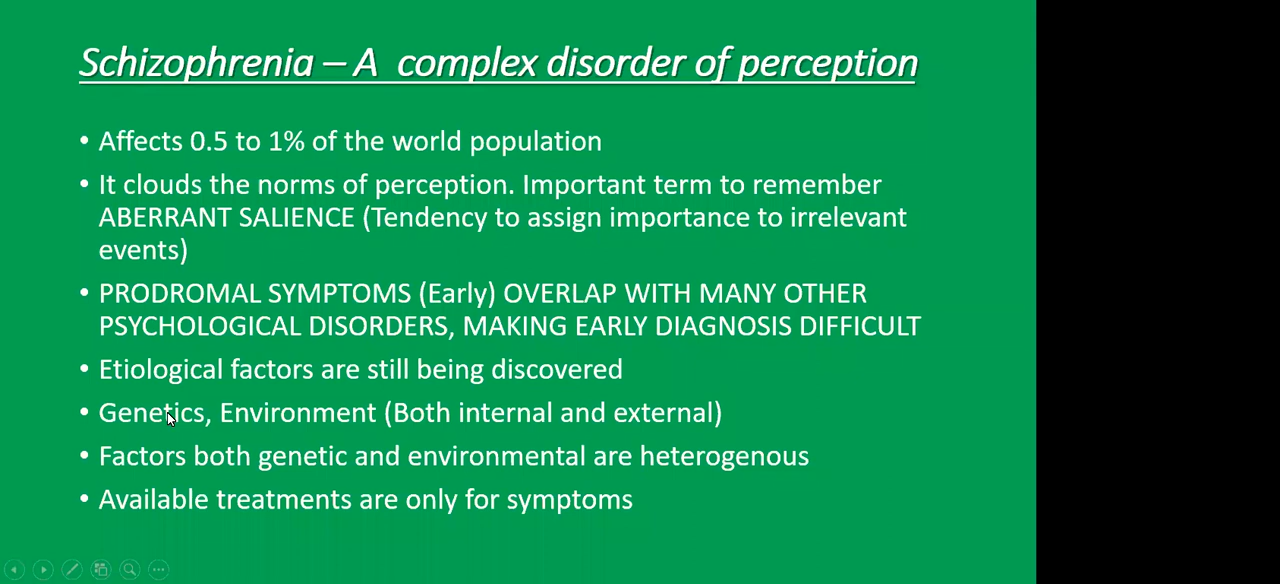 Schizophrenia – A complex disorder of perception
• Affects 0.5 to 1% of the world population
• It clouds the norms of perception. Important term to remember
ABERRANT SALIENCE (Tendency to assign importance to irrelevant
events)
• PRODROMAL SYMPTOMS (Early) OVERLAP WITH MANY OTHER
PSYCHOLOGICAL DISORDERS, MAKING EARLY DIAGNOSIS DIFFICULT
• Etiological factors are still being discovered
• Genetics, Environment (Both internal and external)
• Factors both genetic and environmental are heterogenous
• Available treatments are only for symptoms